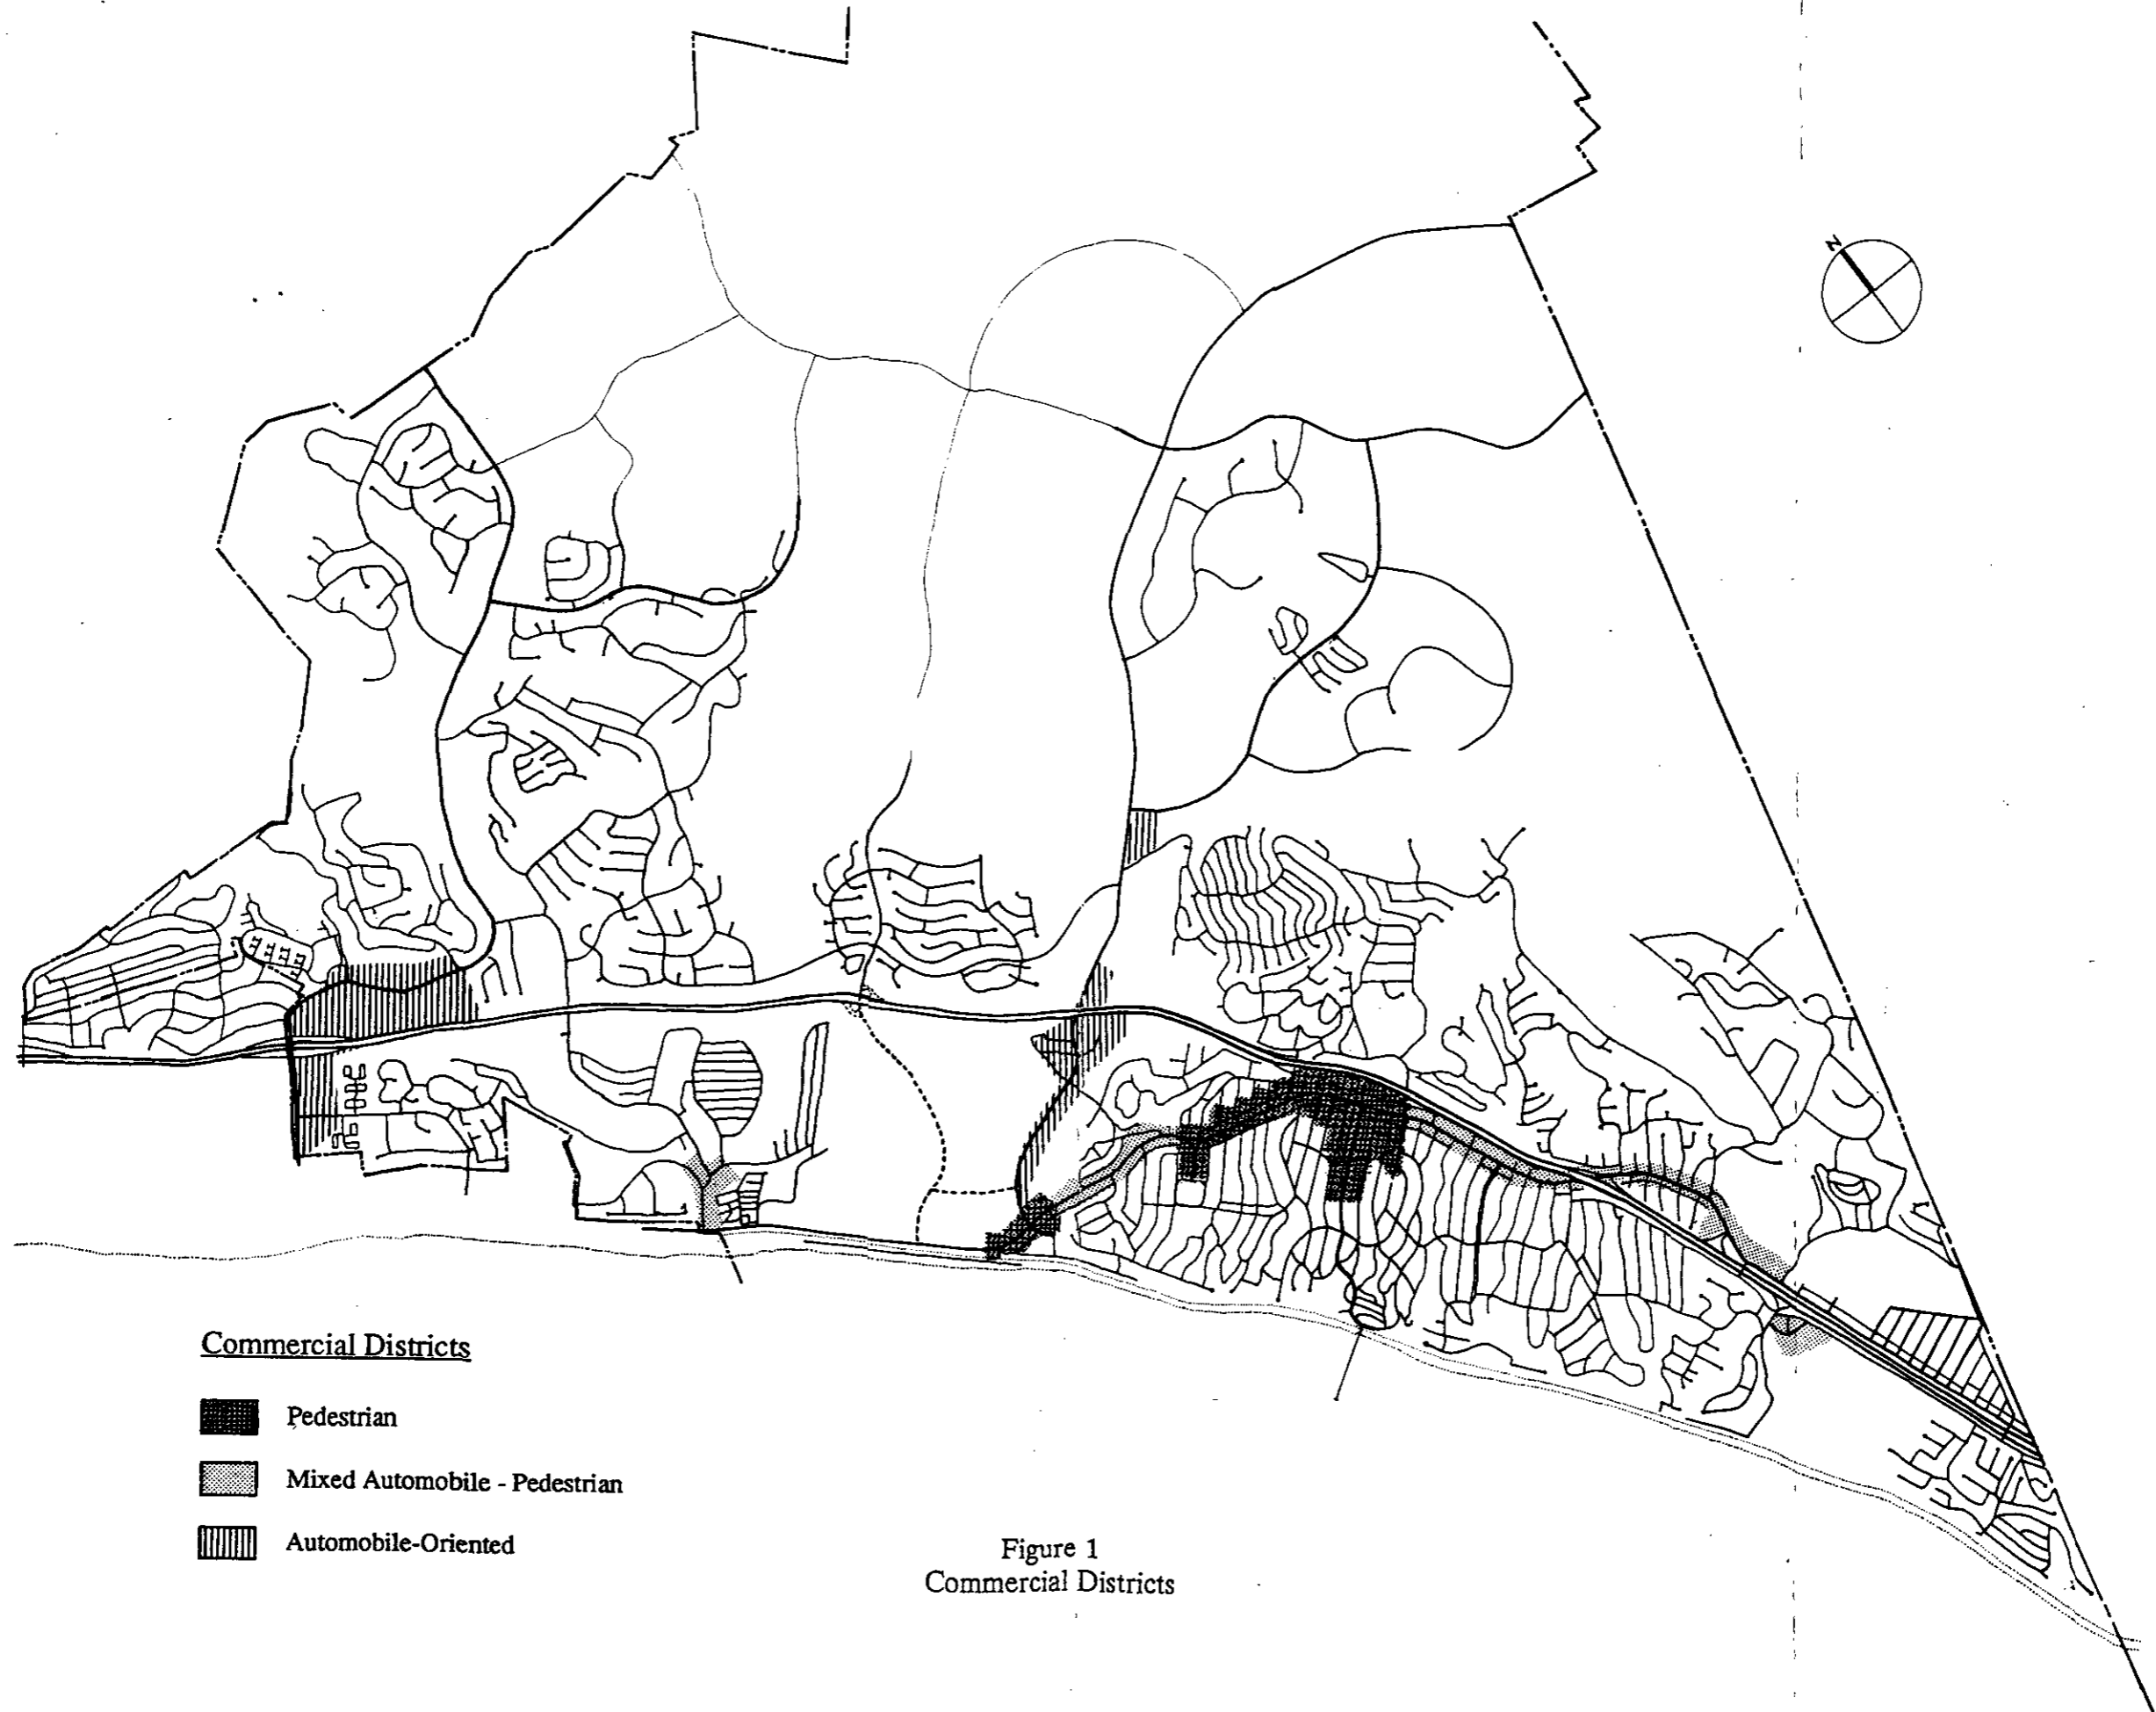 N
Commercial Districts
Pedestrian
Mixed Automobile - Pedestrian
Automobile-Oriented
Figure 1
Commercial Districts